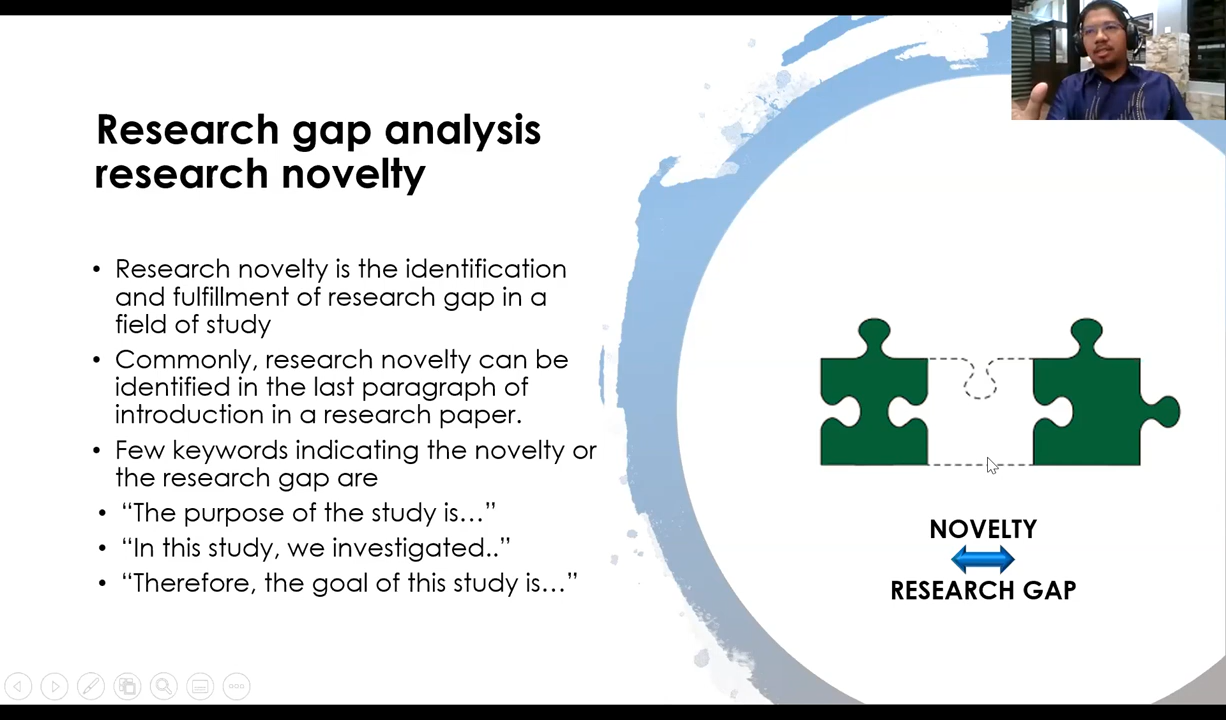 Research gap analysis
research novelty
• Research novelty is the identification
and fulfillment of research gap in a
field of study
• Commonly, research novelty can be
identified in the last paragraph of
introduction in a research paper.
• Few keywords indicating the novelty or
the research gap are
• “The purpose of the study is…”
• “In this study, we investigated..”
• “Therefore, the goal of this study is…”
NOVELTY
RESEARCH GAP